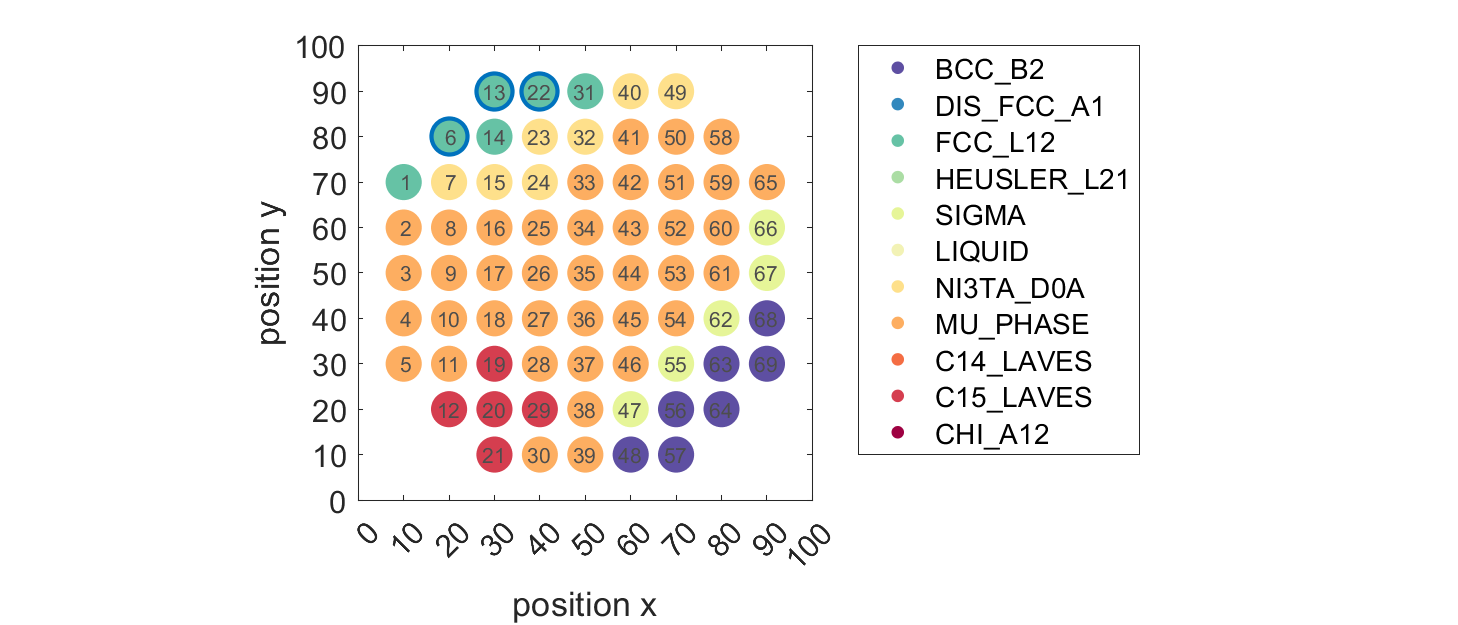 100
90
80
70
60
50
40
30
20
10
0
position y
13 22 31 40 49
6 14 23 32 41 50 58
1 7 15 24 33 42 51 59 65
2 8 16 25 34 43 52 60 66
3 9 17 26 35 44 53 61 67
4 10 18 27 36 45 54 62 68
5 11 19 28 37 46 55 63 69
12 20 29 38 47 56 64
21 30 39 48 57
0 10 20 30 40 50 60 70 80 90 100
position x
BCC_B2
DIS_FCC_A1
FCC_L12
HEUSLER_L21
SIGMA
LIQUID
NI3TA_D0A
MU_PHASE
C14_LAVES
C15_LAVES
CHI_A12